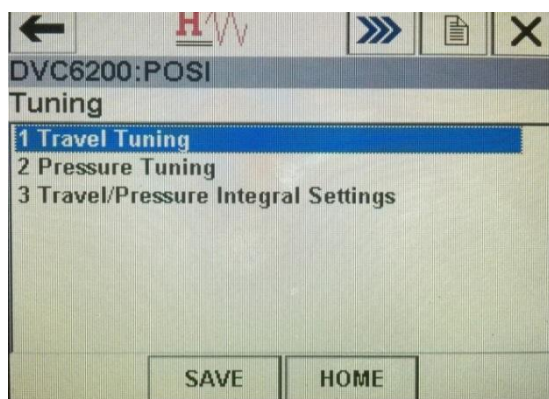 H
DVC6200:POSI
Tuning
1 Travel Tuning
2 Pressure Tuning
3 Travel/Pressure Integral Settings
SAVE HOME